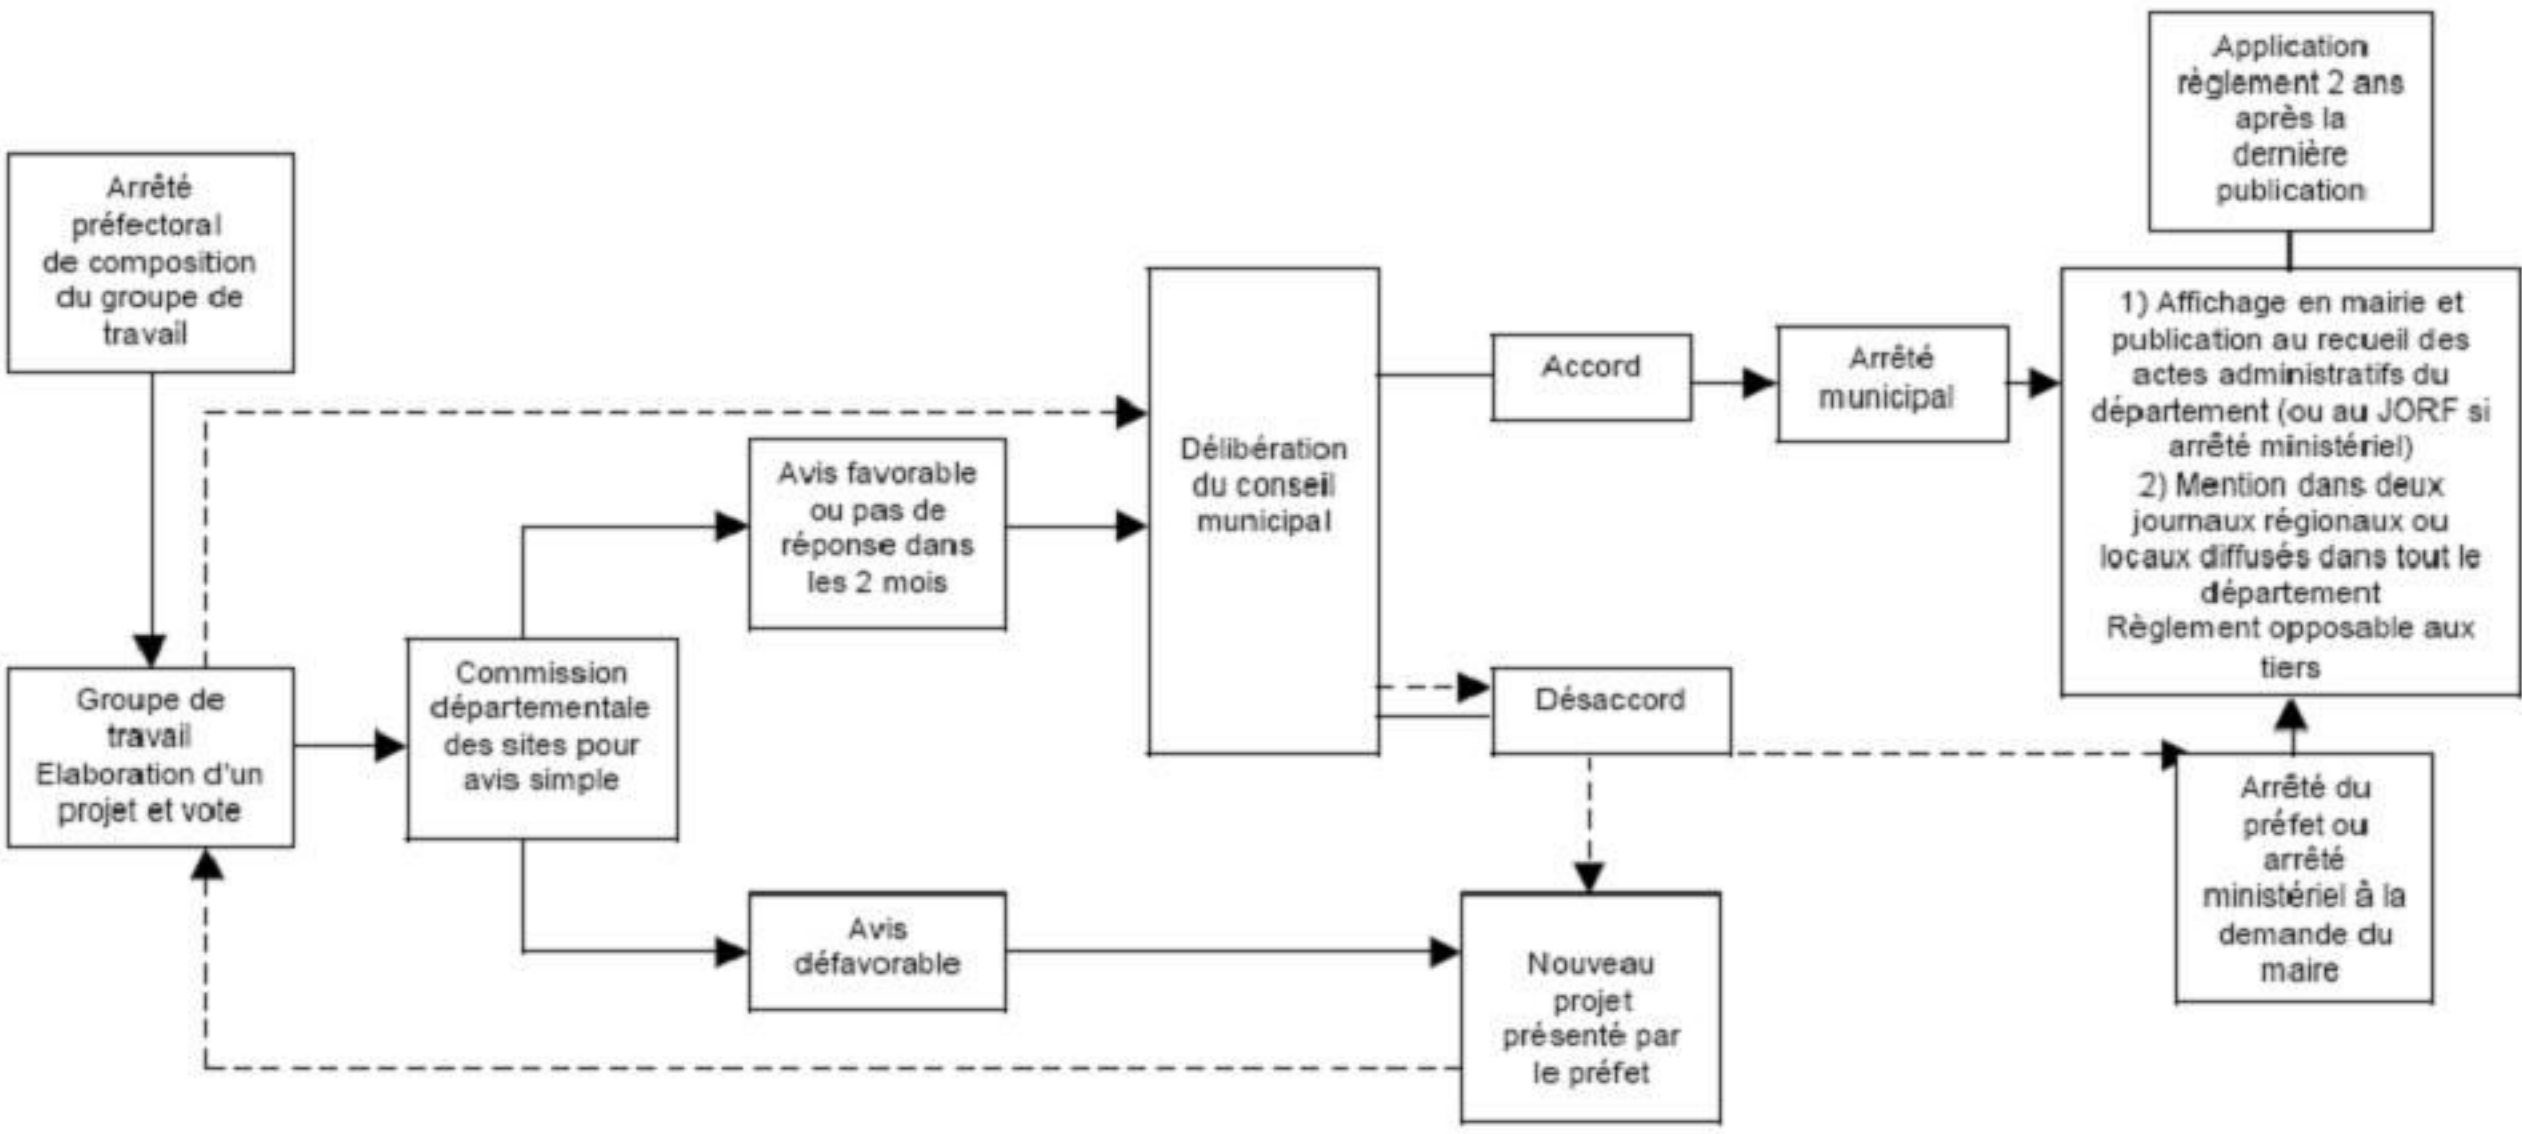 Application
règlement 2 ans
après la
dernière
publication
Arrêté
préfectoral
de composition
du groupe de
travail
1) Affichage en mairie et
publication au recueil des
actes administratifs du
département (ou au JORF si
arrêté ministériel)
2) Mention dans deux
journaux régionaux ou
locaux diffusés dans tout le
département
Règlement opposable aux
tiers
Accord
Arrêté
municipal
Délibération
du conseil
municipal
Avis favorable
ou pas de
réponse dans
les 2 mois
Commission
départementale
des sites pour
avis simple
Groupe de
travail
Elaboration d'un
projet et vote
Désaccord
Arrêté du
préfet ou
arrêté
ministériel à la
demande du
maire
Avis
défavorable
Nouveau
projet
présenté par
le préfet